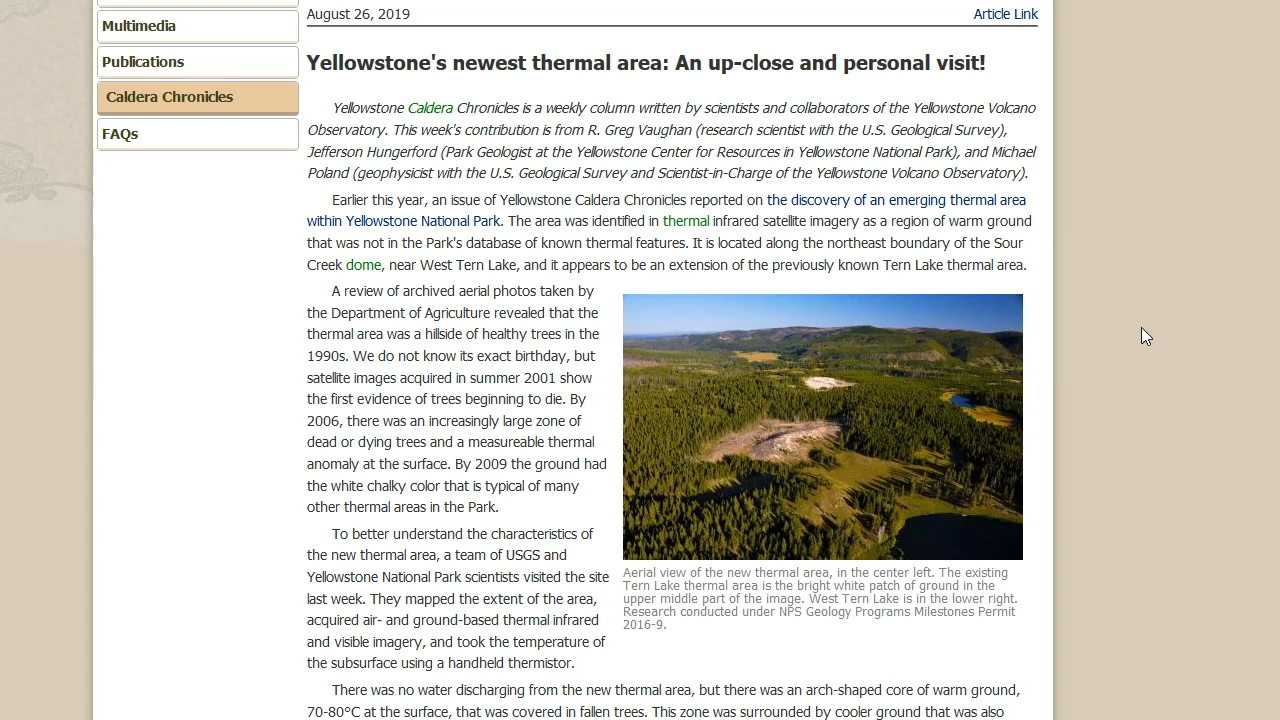 Multimedia
Publications
Caldera Chronicles
FAQs
August 26, 2019 Article Link
Yellowstone's newest thermal area: An up-close and personal visit!
Yellowstone Caldera Chronicles is a weekly column written by scientists and collaborators of the Yellowstone Volcano
Observatory. This week's contribution is from R. Greg Vaughan (research scientist with the U.S. Geological Survey),
Jefferson Hungerford (Park Geologist at the Yellowstone Center for Resources in Yellowstone National Park), and Michael
Poland (geophysicist with the U.S. Geological Survey and Scientist-in-Charge of the Yellowstone Volcano Observatory).
Earlier this year, an issue of Yellowstone Caldera Chronicles reported on the discovery of an emerging thermal area
within Yellowstone National Park. The area was identified in thermal infrared satellite imagery as a region of warm ground
that was not in the Park's database of known thermal features. It is located along the northeast boundary of the Sour
Creek dome, near West Tern Lake, and it appears to be an extension of the previously known Tern Lake thermal area.
A review of archived aerial photos taken by
the Department of Agriculture revealed that the
thermal area was a hillside of healthy trees in the
1990s. We do not know its exact birthday, but
satellite images acquired in summer 2001 show
the first evidence of trees beginning to die. By
2006, there was an increasingly large zone of
dead or dying trees and a measureable thermal
anomaly at the surface. By 2009 the ground had
the white chalky color that is typical of many
other thermal areas in the Park.
To better understand the characteristics of
the new thermal area, a team of USGS and
Yellowstone National Park scientists visited the site
last week. They mapped the extent of the area,
acquired air- and ground-based thermal infrared
and visible imagery, and took the temperature of
the subsurface using a handheld thermistor.
Aerial view of the new thermal area, in the center left. The existing
Tern Lake thermal area is the bright white patch of ground in the
upper middle part of the image. West Tern Lake is in the lower right.
Research conducted under NPS Geology Programs Milestones Permit
2016-9.
There was no water discharging from the new thermal area, but there was an arch-shaped core of warm ground,
70-80°C at the surface, that was covered in fallen trees. This zone was surrounded by cooler ground that was also